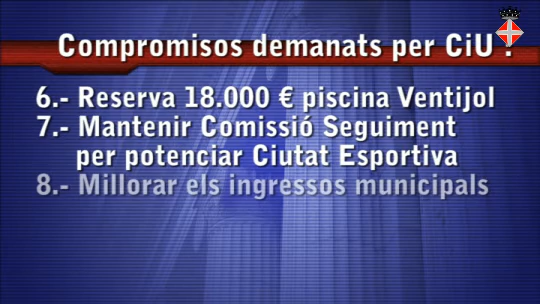 Compromisos demanats per CiU :
6.- Reserva 18.000 € piscina Ventijol
7.- Mantenir Comissió Seguiment
per potenciar Ciutat Esportiva
8.- Millorar els ingressos municipals